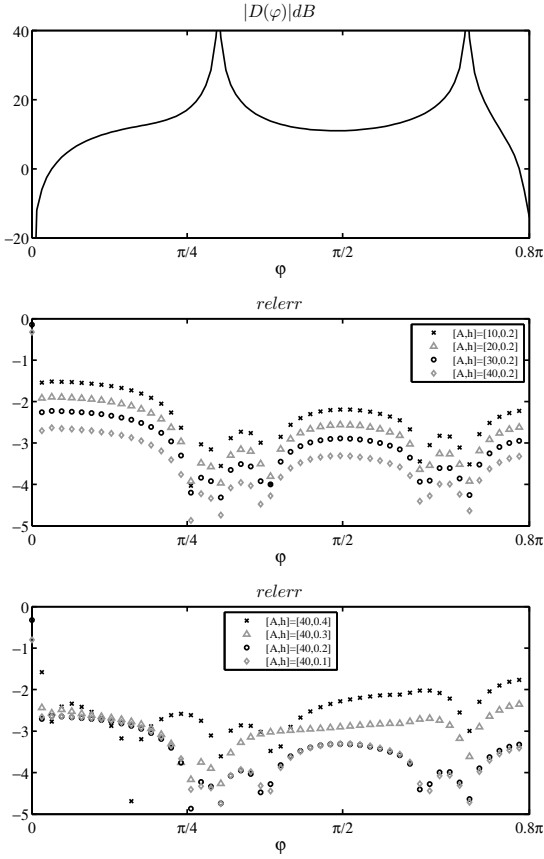 |D(φ)|dB
40
20
0
−20
0
π/4
π/2
0.8π
φ
relerr
0
−1
−2
−3
−4
−5
[A,h]=[10,0.2]
[A,h]=[20,0.2]
[A,h]=[30,0.2]
[A,h]=[40,0.2]
0
π/4
π/2
0.8π
φ
relerr
0
−1
−2
−3
−4
−5
[A,h]=[40,0.4]
[A,h]=[40,0.3]
[A,h]=[40,0.2]
[A,h]=[40,0.1]
0
π/4
π/2
0.8π
φ